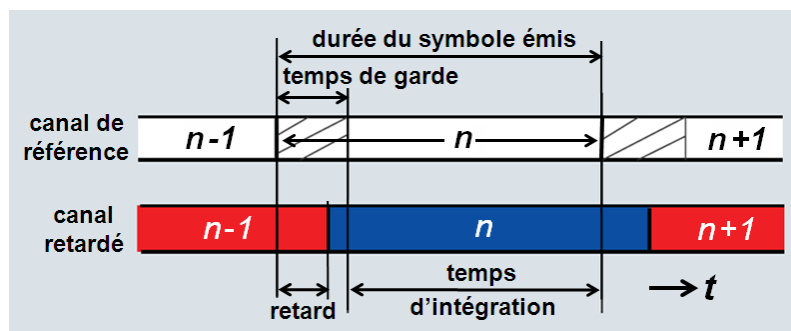 durée du symbole émis
temps de garde
canal de
référence
n-1
n
n+1
canal
retardé
n-1
n
n+1
retard
temps
d'intégration
t